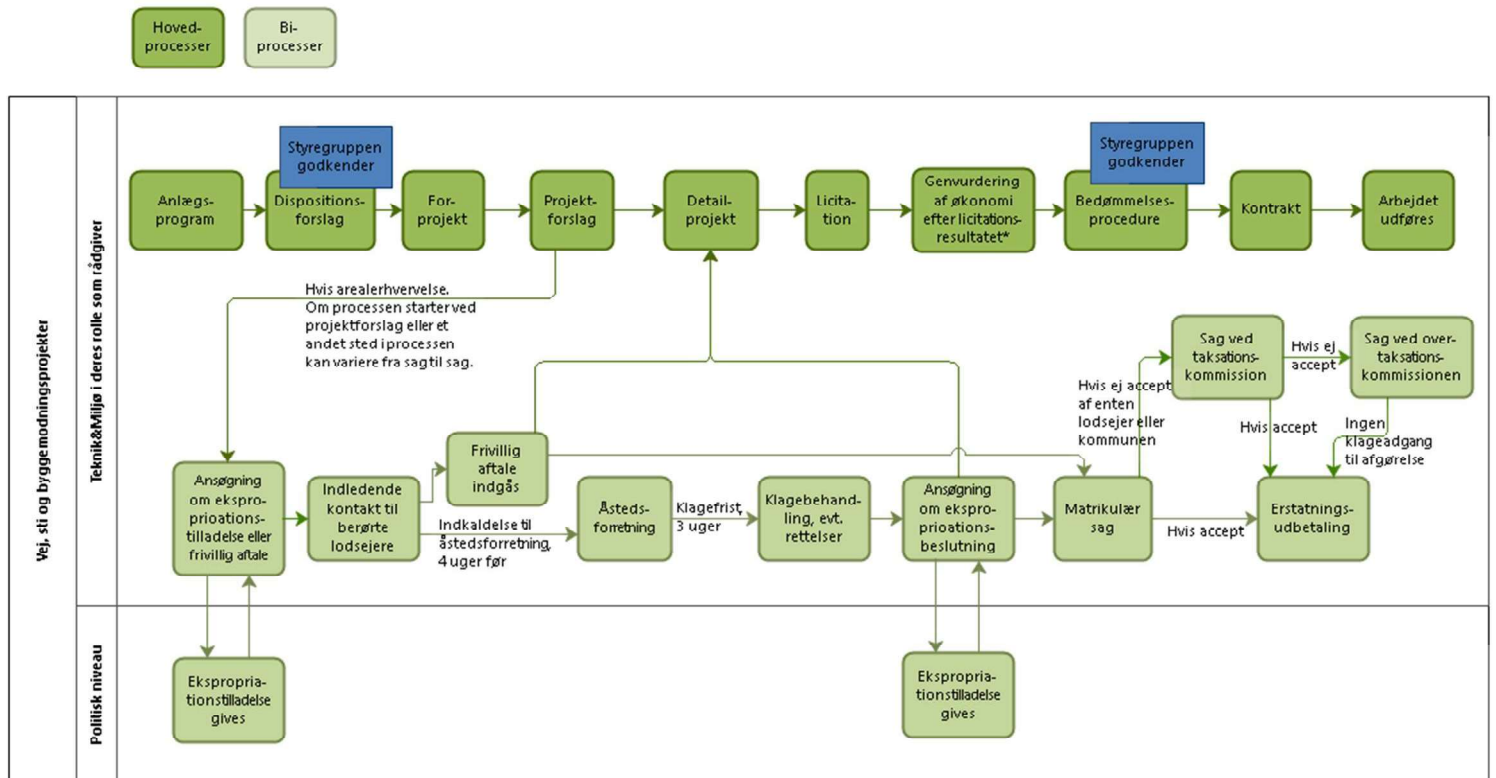 Hoved-
processer
Bi-
processer
Vej, sti og byggemodningsprojekter
Teknik&Miljø i deres rolle som rådgiver
Styregruppen
godkender
Styregruppen
godkender
Anlægs-
program
Dispositions-
forslag
For-
projekt
Projekt-
forslag
Detail-
projekt
Licita-
tion
Genvurdering
af økonomi
efter licitations-
resultatet*
Bedømmelses-
procedure
Kontrakt
Arbejdet
udføres
Hvis arealerhvervelse.
Om processen starter ved
projektforslag eller et
andet sted i processen
kan variere fra sag til sag.
Sag ved
taksations-
kommission
Hvis ej
accept
Sag ved over-
taksations-
kommissionen
Hvis ej accept
af enten
lodsejer eller
kommunen
Hvis accept
Ingen
klageadgang
til afgørelse
Ansøgning
om ekspro-
prioations-
tilladelse eller
frivillig aftale
Indledende
kontakt til
berørte
lodsejere
Frivillig
aftale
indgås
Indkaldelse til
åstedsforretning,
4 uger før
Åsteds-
forretning
Klagefrist,
3 uger
Klagebehand-
ling, evt.
rettelser
Ansøgning
om ekspro-
prioations-
beslutning
Matrikulær
sag
Hvis accept
Erstatnings-
udbetaling
Politisk niveau
Ekspropria-
tionstilladelse
gives
Ekspropria-
tionstilladelse
gives